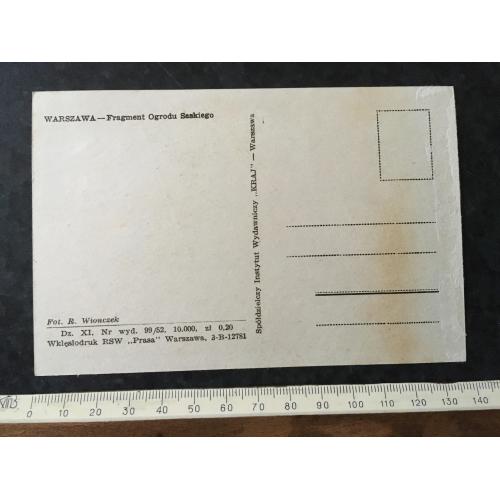 WARSZAWA — Fragment Ogrodu Saskiego
Fot. R. Wionczek
Dz. XI, Nr wyd. 99/52, 10.000, zł 0,20
Wklęsłodruk RSW „Prasa" Warszawa, 3-B-12781
Spółdzielczy Instytut Wydawniczy „KRAJ" — Warszawa
0 10 20 30 40 50 60 70 80 90 100 110 120 130 140